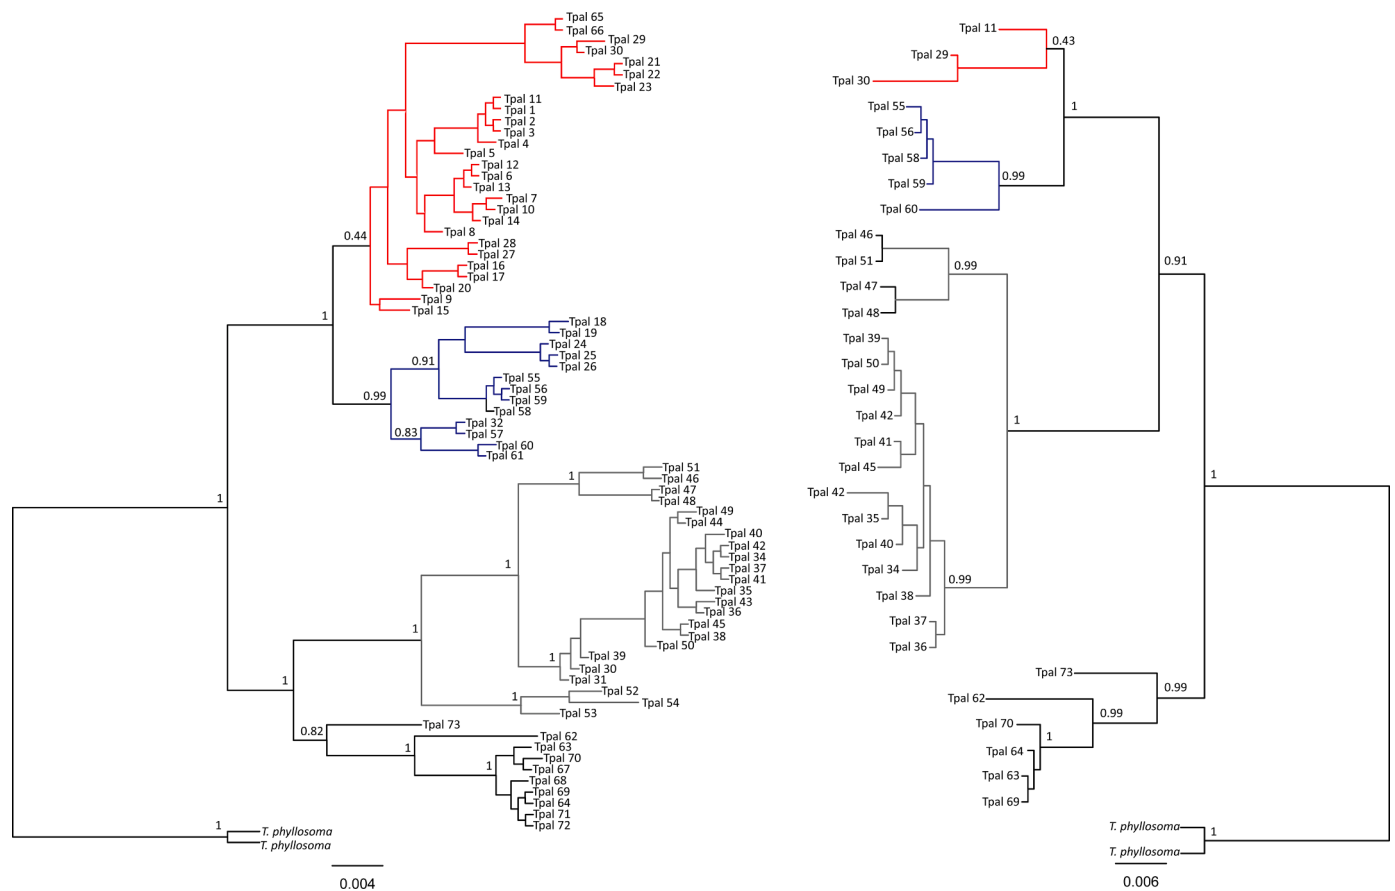 Tpal 65
Tpal 66
Tpal 29
Tpal 30
Tpal 21
Tpal 22
Tpal 23
Tpal 11
Tpal 1
Tpal 2
Tpal 3
Tpal 4
Tpal 5
Tpal 12
Tpal 6
Tpal 13
Tpal 7
Tpal 10
Tpal 14
Tpal 8
0.44
Tpal 28
Tpal 27
Tpal 16
Tpal 17
Tpal 20
Tpal 9
Tpal 15
1
Tpal 18
Tpal 19
Tpal 24
Tpal 25
Tpal 26
0.91
Tpal 55
Tpal 56
Tpal 59
Tpal 58
0.99
Tpal 32
Tpal 57
0.83
Tpal 60
Tpal 61
1
Tpal 51
Tpal 46
1
Tpal 47
Tpal 48
Tpal 49
Tpal 44
Tpal 40
Tpal 42
Tpal 34
Tpal 37
Tpal 41
1
Tpal 35
Tpal 43
Tpal 36
Tpal 45
Tpal 38
Tpal 50
1
1
Tpal 39
Tpal 30
Tpal 31
1
Tpal 52
1
Tpal 54
Tpal 53
0.82
Tpal 73
Tpal 62
1
Tpal 63
Tpal 70
1
Tpal 67
Tpal 68
Tpal 69
Tpal 64
Tpal 71
Tpal 72
1
T. phyllosoma
T. phyllosoma
0.004
Tpal 11
0.43
Tpal 29
Tpal 30
1
Tpal 55
Tpal 56
Tpal 58
0.99
Tpal 59
Tpal 60
Tpal 46
0.91
Tpal 51
0.99
Tpal 47
Tpal 48
Tpal 39
Tpal 50
Tpal 49
Tpal 42
1
Tpal 41
Tpal 45
1
Tpal 42
Tpal 35
Tpal 40
Tpal 34
0.99
Tpal 38
Tpal 37
Tpal 36
Tpal 73
0.99
Tpal 62
0.99
Tpal 70
1
Tpal 64
Tpal 63
Tpal 69
T. phyllosoma
1
T. phyllosoma
0.006